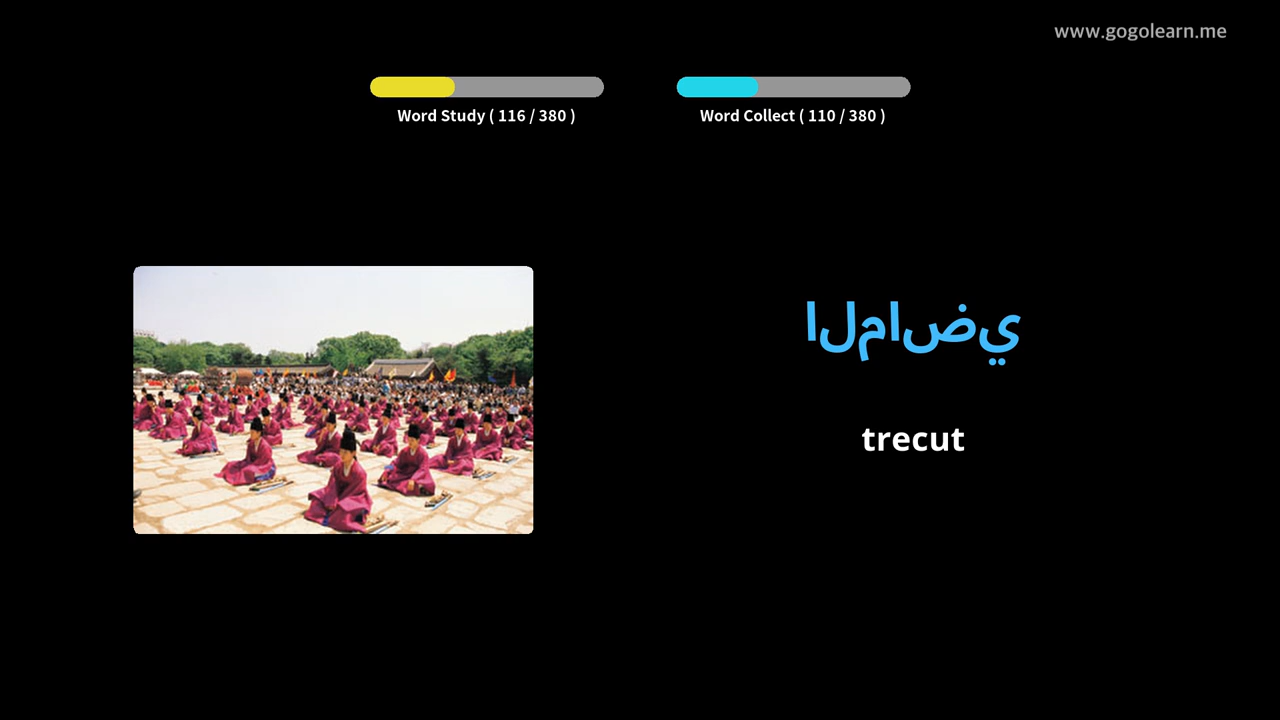 www.gogolearn.me
Word Study ( 116 / 380 )
Word Collect ( 110 / 380 )
الماضي
trecut